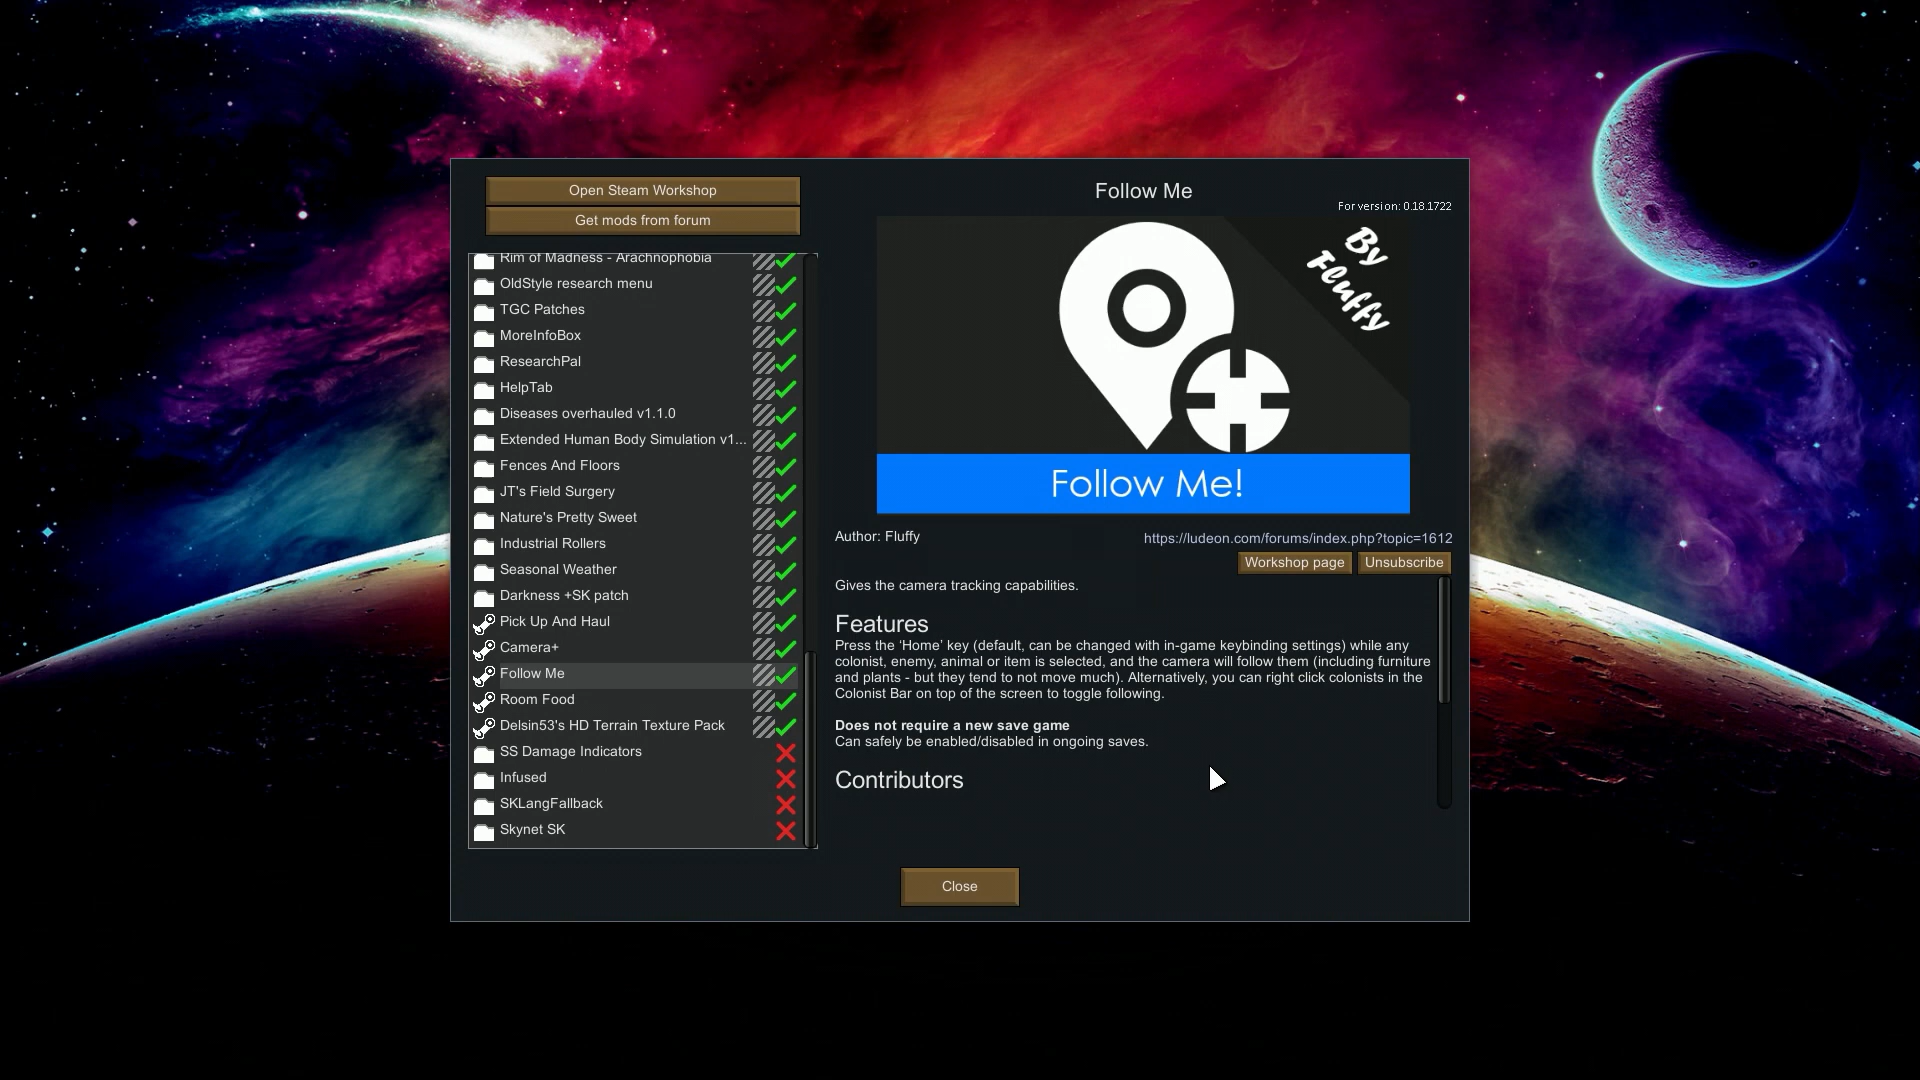 Open Steam Workshop
Get mods from forum
Rim of Madness - Arachnophobia
OldStyle research menu
TGC Patches
MoreInfoBox
ResearchPal
HelpTab
Diseases overhauled v1.1.0
Extended Human Body Simulation v1...
Fences And Floors
JT's Field Surgery
Nature's Pretty Sweet
Industrial Rollers
Seasonal Weather
Darkness +SK patch
Pick Up And Haul
Camera+
Follow Me
Room Food
Delsin53's HD Terrain Texture Pack
SS Damage Indicators
Infused
SKLangFallback
Skynet SK
Follow Me
For version: 0.18.1722
By
Fluffy
Follow Me!
Author: Fluffy
https://ludeon.com/forums/index.php?topic=1612
Workshop page
Unsubscribe
Gives the camera tracking capabilities.
Features
Press the ‘Home’ key (default, can be changed with in-game keybinding settings) while any
colonist, enemy, animal or item is selected, and the camera will follow them (including furniture
and plants - but they tend to not move much). Alternatively, you can right click colonists in the
Colonist Bar on top of the screen to toggle following.
Does not require a new save game
Can safely be enabled/disabled in ongoing saves.
Contributors
Close